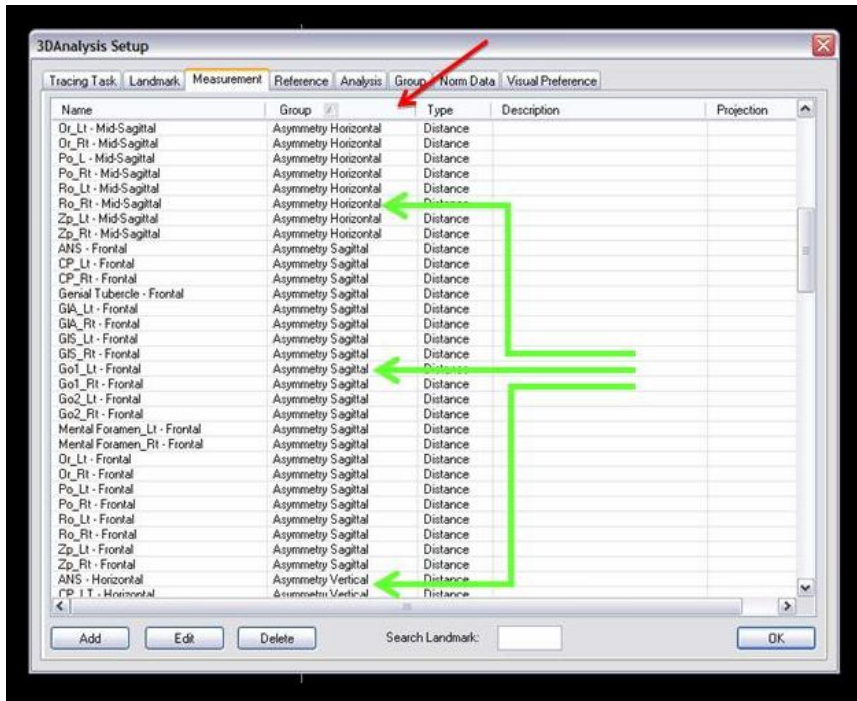 3DAnalysis Setup
Tracing Task Landmark Measurement Reference Analysis Group Norm Data Visual Preference
Name Group Type Description Projection
Or_Lt - Mid-Sagittal Asymmetry Horizontal Distance
Or_Rt - Mid-Sagittal Asymmetry Horizontal Distance
Po_L - Mid-Sagittal Asymmetry Horizontal Distance
Po_Rt - Mid-Sagittal Asymmetry Horizontal Distance
Ro_Lt - Mid-Sagittal Asymmetry Horizontal Distance
Ro_Rt - Mid-Sagittal Asymmetry Horizontal Distance
Zp_Lt - Mid-Sagittal Asymmetry Horizontal Distance
Zp_Rt - Mid-Sagittal Asymmetry Horizontal Distance
ANS - Frontal Asymmetry Sagittal Distance
CP_Lt - Frontal Asymmetry Sagittal Distance
CP_Rt - Frontal Asymmetry Sagittal Distance
Genial Tubercle - Frontal Asymmetry Sagittal Distance
GIA_Lt - Frontal Asymmetry Sagittal Distance
GIA_Rt - Frontal Asymmetry Sagittal Distance
GIS_Lt - Frontal Asymmetry Sagittal Distance
GIS_Rt - Frontal Asymmetry Sagittal Distance
Go1_Lt - Frontal Asymmetry Sagittal Distance
Go1_Rt - Frontal Asymmetry Sagittal Distance
Go2_Lt - Frontal Asymmetry Sagittal Distance
Go2_Rt - Frontal Asymmetry Sagittal Distance
Mental Foramen_Lt - Frontal Asymmetry Sagittal Distance
Mental Foramen_Rt - Frontal Asymmetry Sagittal Distance
Or_Lt - Frontal Asymmetry Sagittal Distance
Or_Rt - Frontal Asymmetry Sagittal Distance
Po_Lt - Frontal Asymmetry Sagittal Distance
Po_Rt - Frontal Asymmetry Sagittal Distance
Ro_Lt - Frontal Asymmetry Sagittal Distance
Ro_Rt - Frontal Asymmetry Sagittal Distance
Zp_Lt - Frontal Asymmetry Sagittal Distance
Zp_Rt - Frontal Asymmetry Sagittal Distance
ANS - Horizontal Asymmetry Vertical Distance
CP_LT - Horizontal Asymmetry Vertical Distance
Add Edit Delete Search Landmark: OK